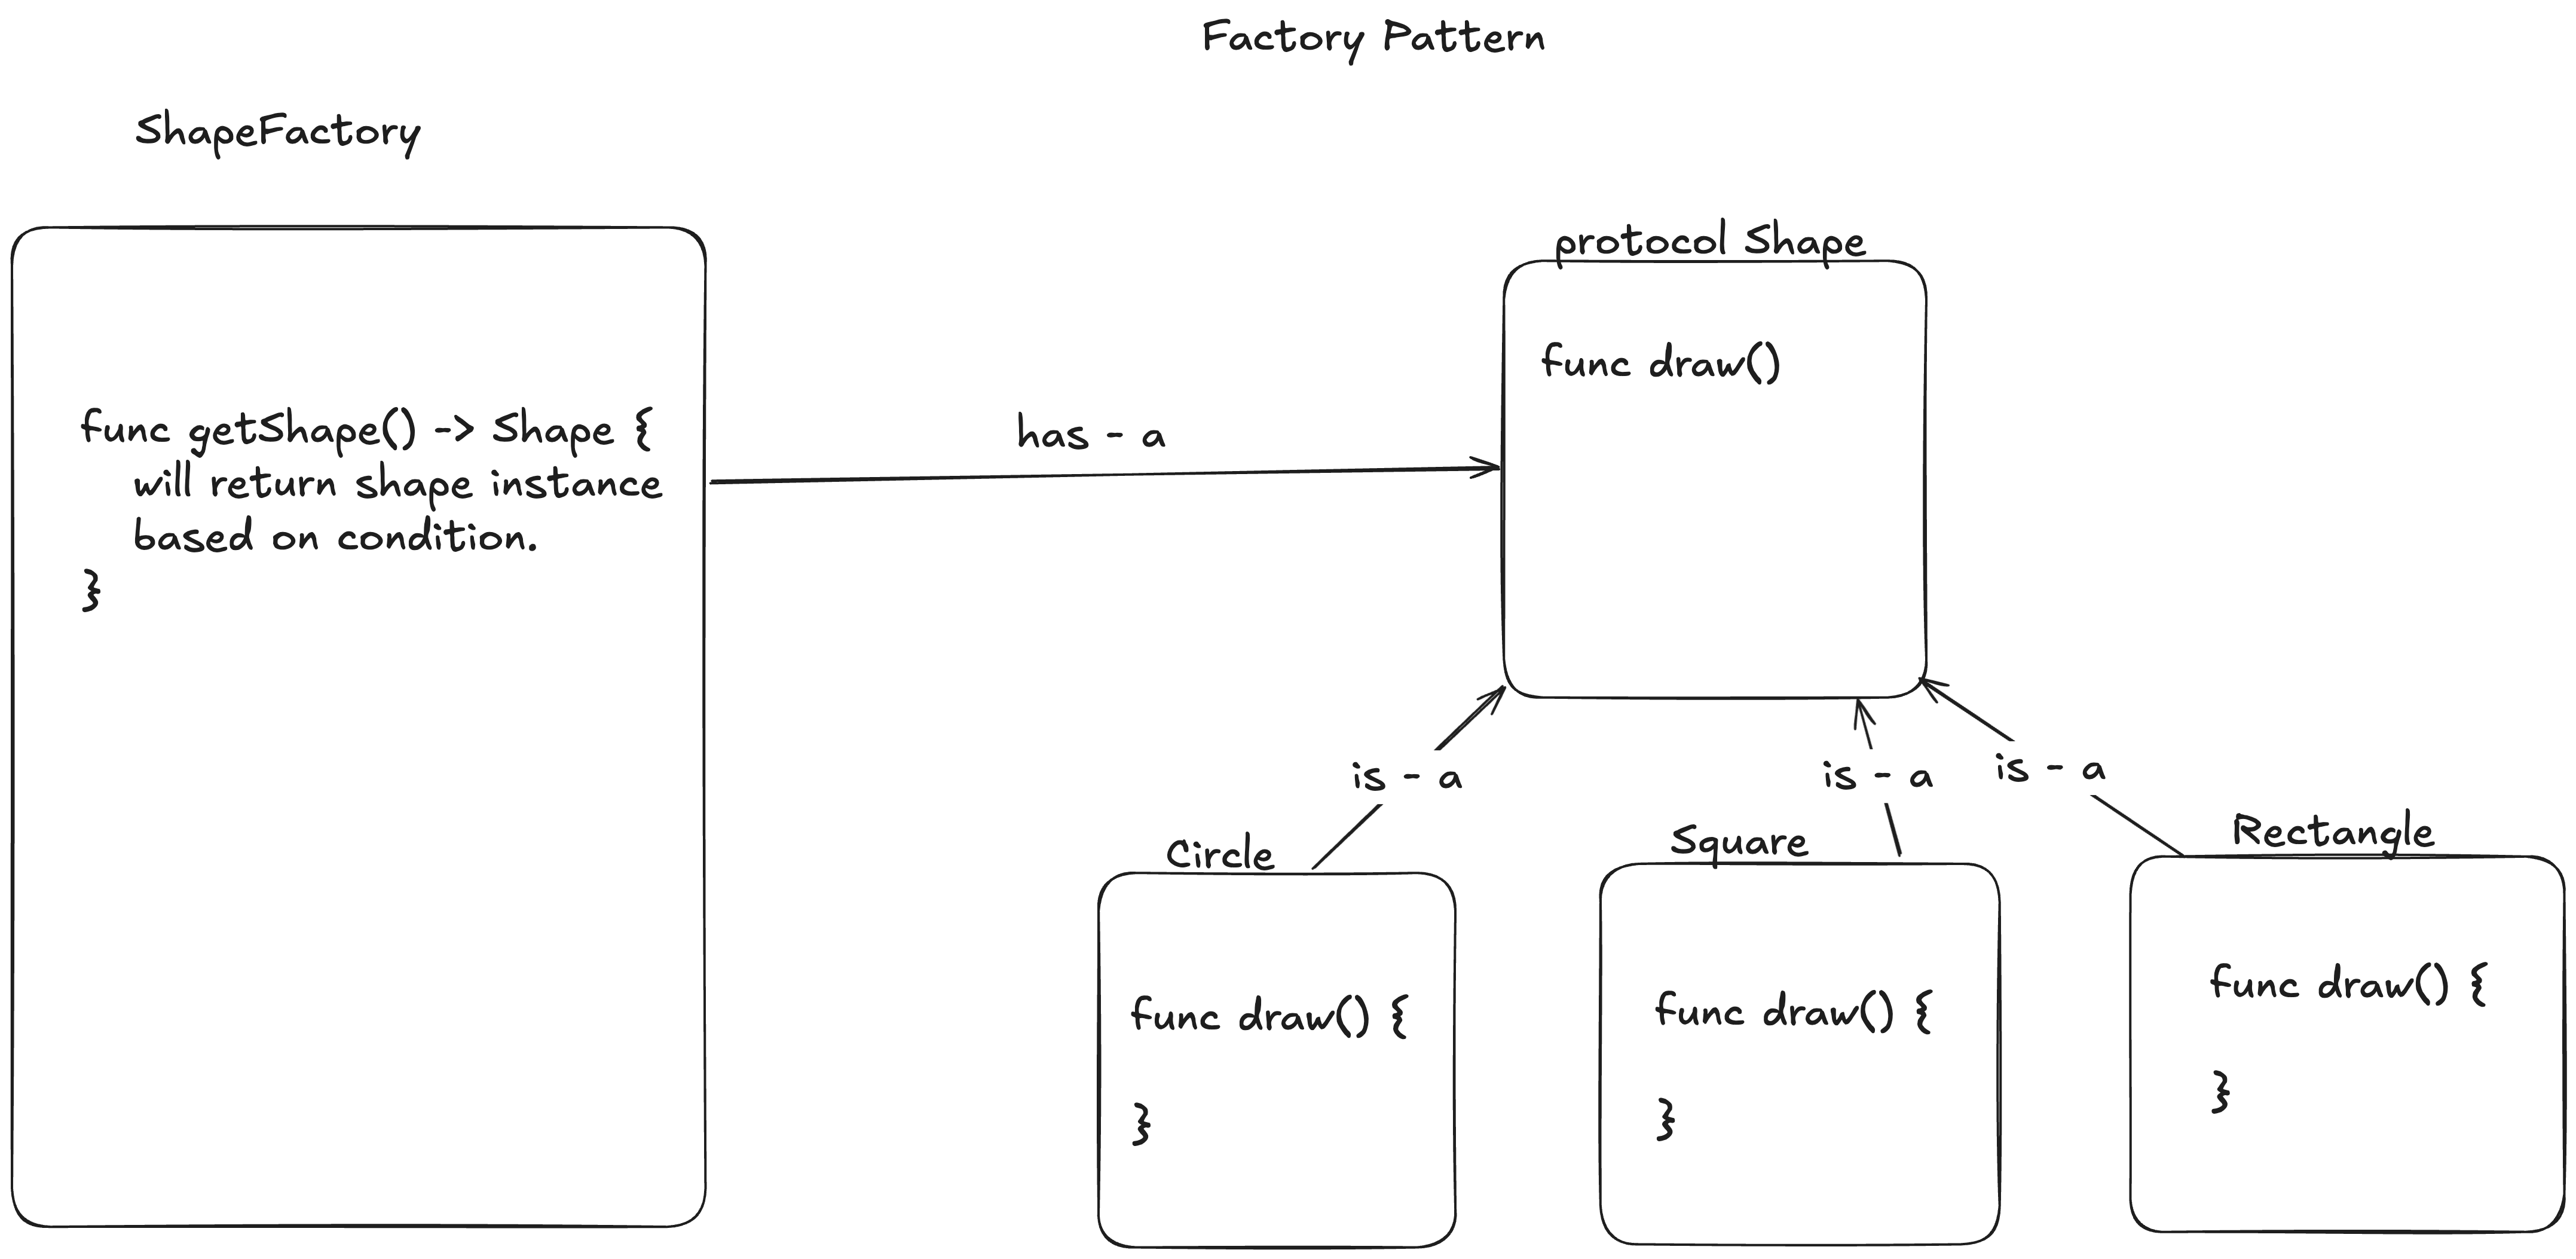 Factory Pattern
ShapeFactory
func getShape() -> Shape {
will return shape instance
based on condition.
}
has - a
protocol Shape
func draw()
is - a
is - a
is - a
Circle
func draw() {
}
Square
func draw() {
}
Rectangle
func draw() {
}